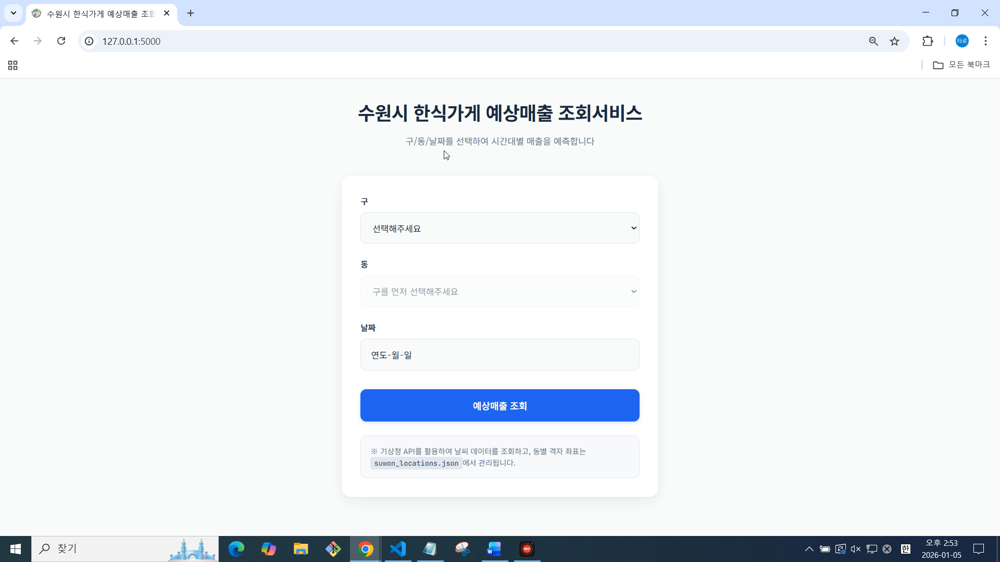 수원시 한식가게 예상매출 조회
127.0.0.1:5000
타로
모든 북마크
수원시 한식가게 예상매출 조회서비스
구/동/날짜를 선택하여 시간대별 매출을 예측합니다
구
선택해주세요
동
구를 먼저 선택해주세요
날짜
연도-월-일
예상매출 조회
※ 기상청 API를 활용하여 날씨 데이터를 조회하고, 동별 격자 좌표는
suwon_locations.json에서 관리됩니다.
찾기
W
REC
한
오후 2:53
2026-01-05